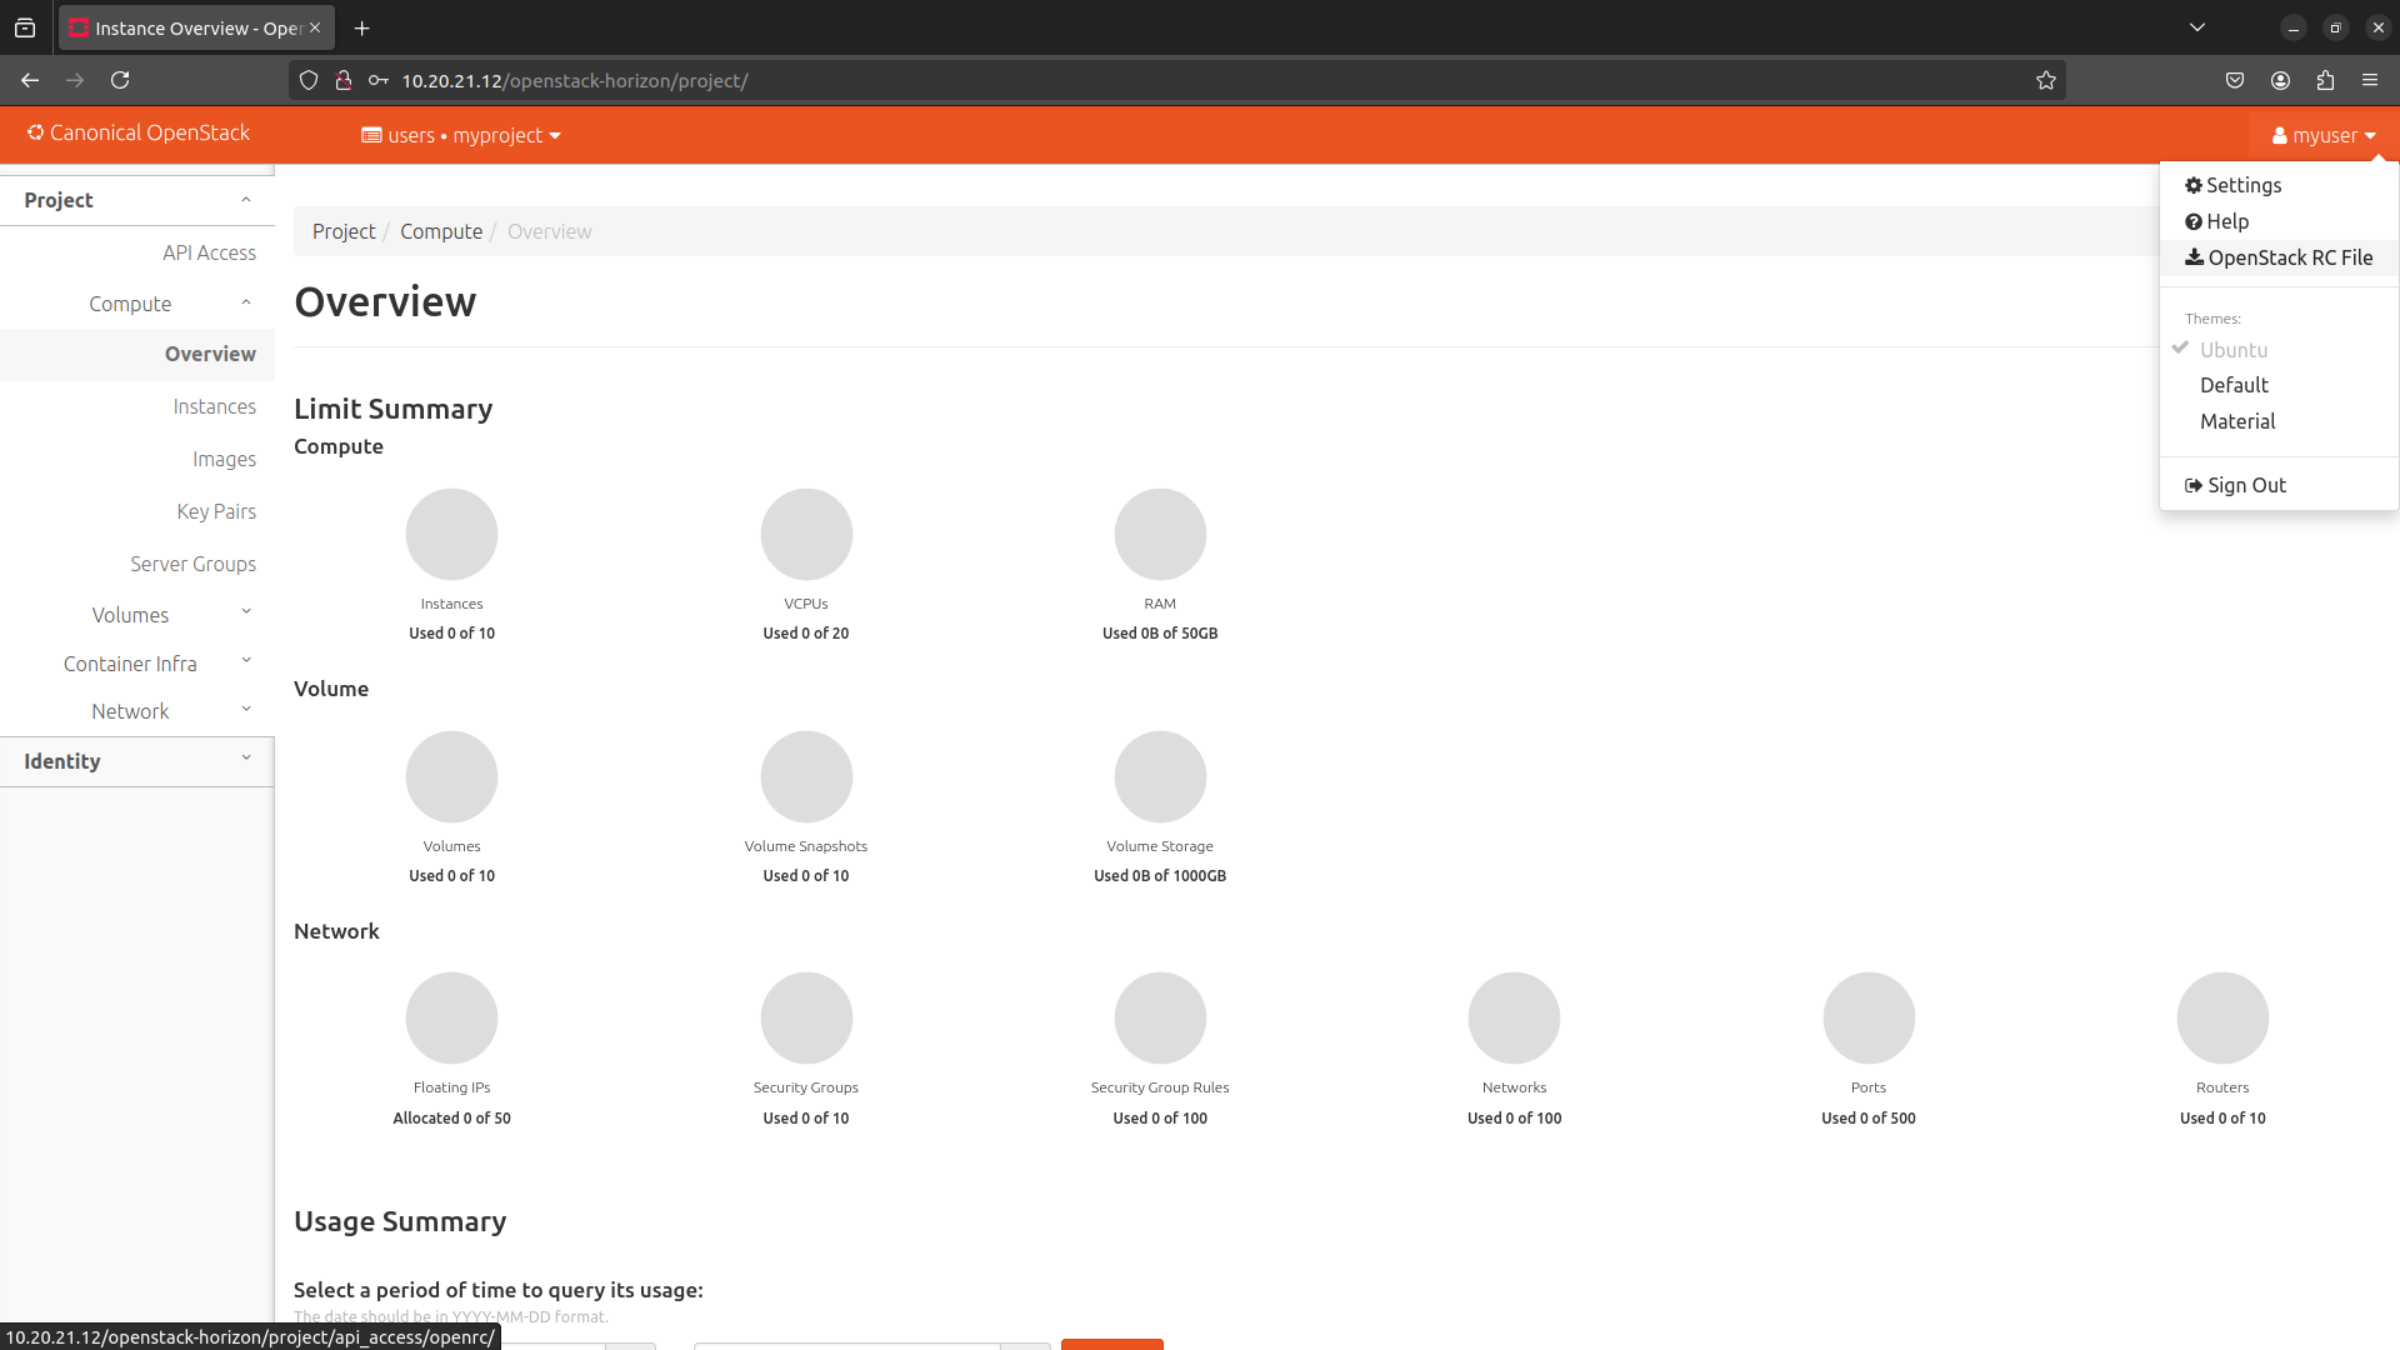 Instance Overview - Open
10.20.21.12/openstack-horizon/project/
Canonical OpenStack
users • myproject
myuser
Settings
Help
OpenStack RC File
Themes:
Ubuntu
Default
Material
Sign Out
Project
API Access
Compute
Overview
Instances
Images
Key Pairs
Server Groups
Volumes
Container Infra
Network
Identity
Project / Compute / Overview
Overview
Limit Summary
Compute
Instances VCPUs RAM
Used 0 of 10 Used 0 of 20 Used 0B of 50GB
Volume
Volumes Volume Snapshots Volume Storage
Used 0 of 10 Used 0 of 10 Used 0B of 1000GB
Network
Floating IPs Security Groups Security Group Rules Networks Ports Routers
Allocated 0 of 50 Used 0 of 10 Used 0 of 100 Used 0 of 100 Used 0 of 500 Used 0 of 10
Usage Summary
Select a period of time to query its usage:
The date should be in YYYY-MM-DD format.
10.20.21.12/openstack-horizon/project/api_access/openrc/